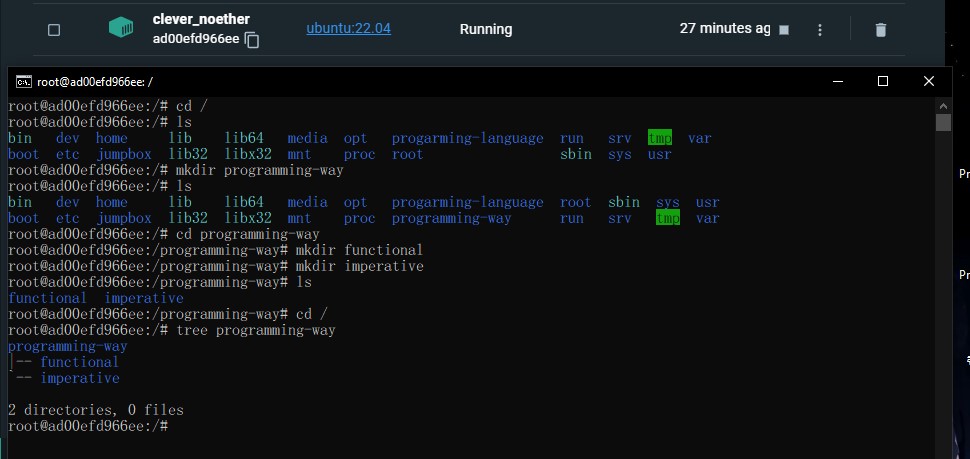 clever_noether
ad00efd966ee
ubuntu:22.04
Running
27 minutes ag
root@ad00efd966ee: /
root@ad00efd966ee:/# cd /
root@ad00efd966ee:/# ls
bin dev home lib lib64 media opt progarming-language run srv tmp var
boot etc jumpbox lib32 libx32 mnt proc root sbin sys usr
root@ad00efd966ee:/# mkdir programming-way
root@ad00efd966ee:/# ls
bin dev home lib lib64 media opt progarming-language root sbin sys usr
boot etc jumpbox lib32 libx32 mnt proc programming-way run srv tmp var
root@ad00efd966ee:/# cd programming-way
root@ad00efd966ee:/programming-way# mkdir functional
root@ad00efd966ee:/programming-way# mkdir imperative
root@ad00efd966ee:/programming-way# ls
functional imperative
root@ad00efd966ee:/programming-way# cd /
root@ad00efd966ee:/# tree programming-way
programming-way
|-- functional
`-- imperative
2 directories, 0 files
root@ad00efd966ee:/#
Pr
Pr